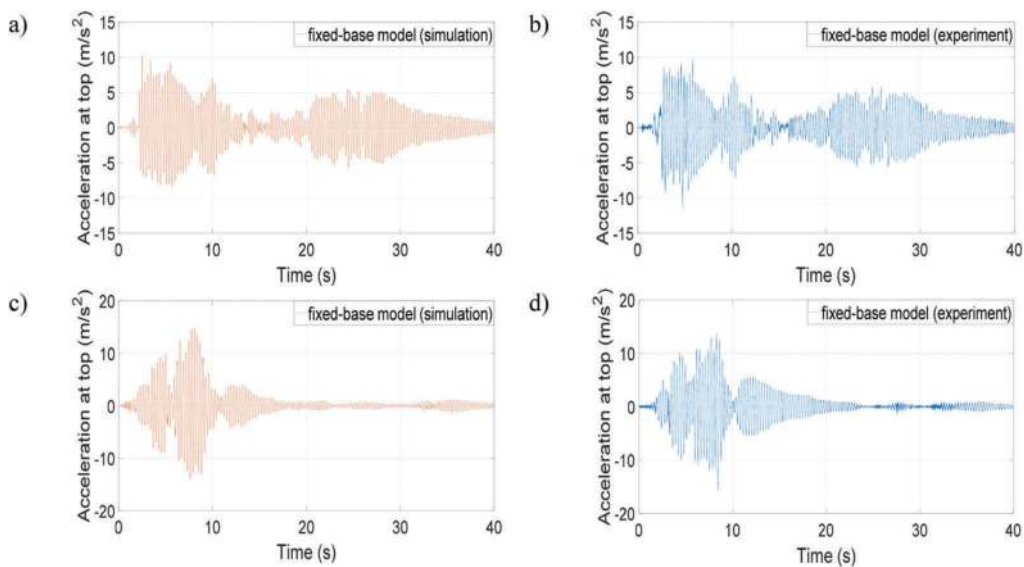 a)
15
fixed-base model (simulation)
10
5
0
-5
-10
-15
0
10
20
30
40
Acceleration at top (m/s²)
Time (s)
b)
15
fixed-base model (experiment)
10
5
0
-5
-10
-15
0
10
20
30
40
Acceleration at top (m/s²)
Time (s)
c)
20
fixed-base model (simulation)
10
0
-10
-20
0
10
20
30
40
Acceleration at top (m/s²)
Time (s)
d)
20
fixed-base model (experiment)
10
0
-10
-20
0
10
20
30
40
Acceleration at top (m/s²)
Time (s)